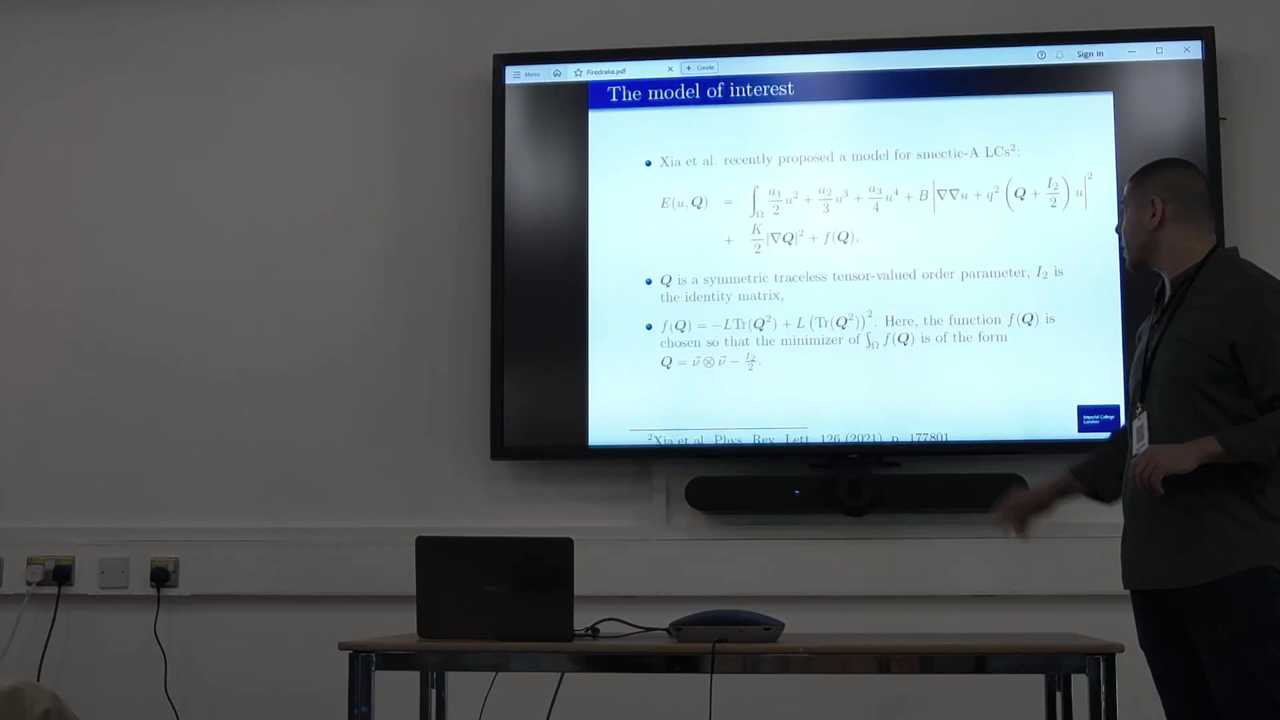 Menu
Firedrake.pdf
Create
Sign in
The model of interest
Xia et al. recently proposed a model for smectic-A LCs²:
E(u, Q) = ∫_Ω a₁/2 u² + a₂/3 u³ + a₃/4 u⁴ + B |∇∇u + q² (Q + I₂/2) u|²
+ K/2 |∇Q|² + f(Q),
Q is a symmetric traceless tensor-valued order parameter, I₂ is
the identity matrix,
f(Q) = −LTr(Q²) + L (Tr(Q²))². Here, the function f(Q) is
chosen so that the minimizer of ∫_Ω f(Q) is of the form
Q = ν⃗ ⊗ ν⃗ − I₂/2.
Imperial College
London
²Xia et al. Phys. Rev. Lett. 126 (2021), p. 177801